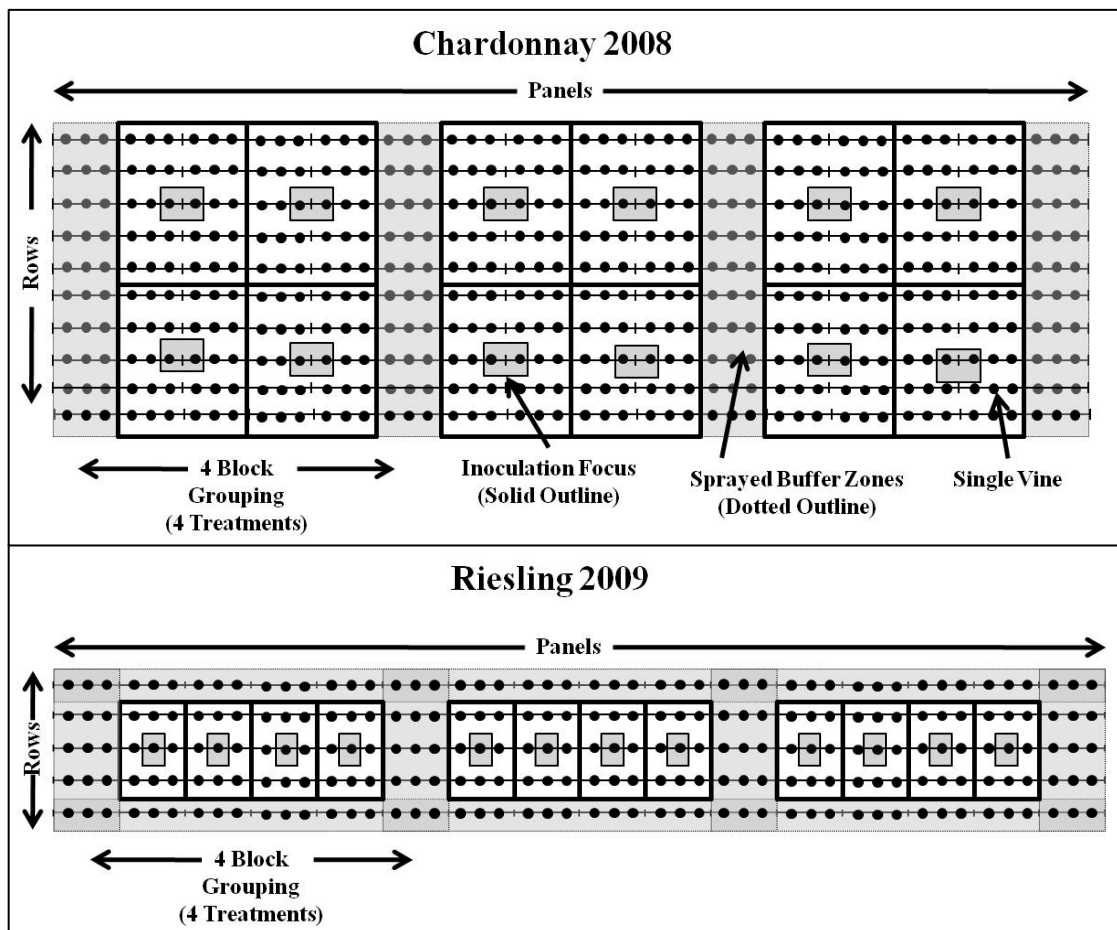 Chardonnay 2008
Panels
Rows
4 Block
Grouping
(4 Treatments)
Inoculation Focus
(Solid Outline)
Sprayed Buffer Zones
(Dotted Outline)
Single Vine
Riesling 2009
Panels
Rows
4 Block
Grouping
(4 Treatments)